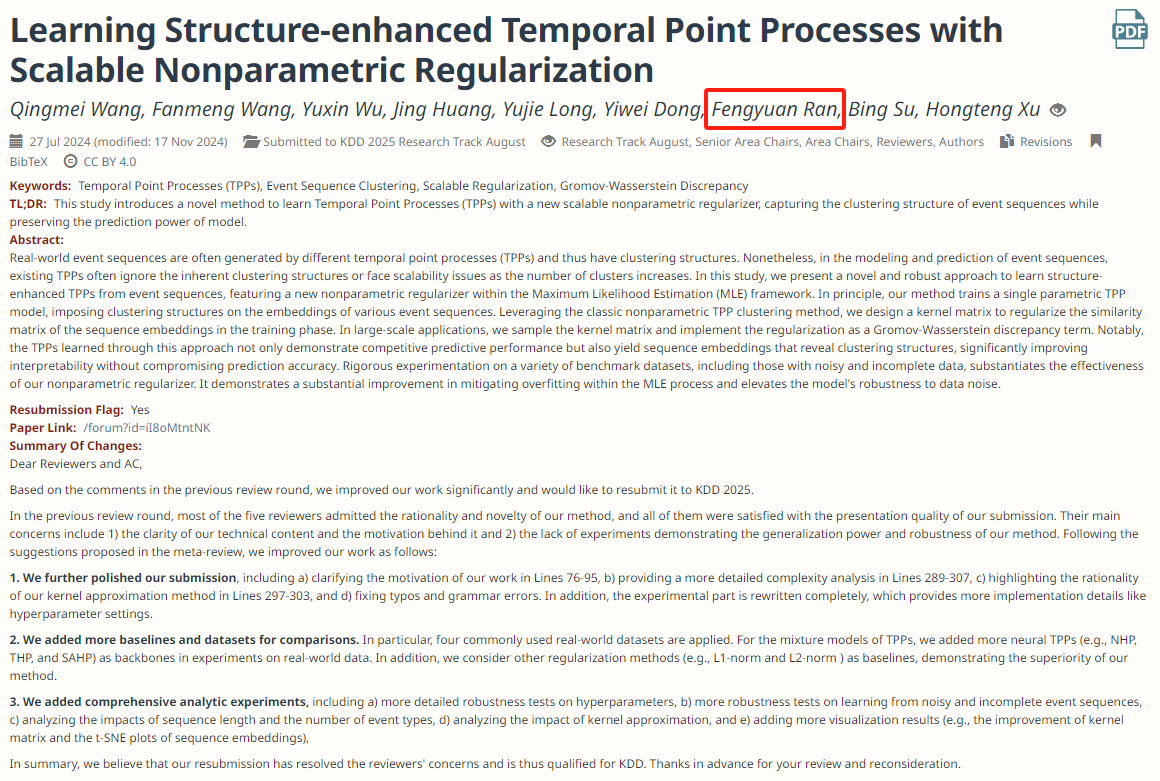 Learning Structure-enhanced Temporal Point Processes with
Scalable Nonparametric Regularization
PDF
Qingmei Wang, Fanmeng Wang, Yuxin Wu, Jing Huang, Yujie Long, Yiwei Dong, Fengyuan Ran, Bing Su, Hongteng Xu
27 Jul 2024 (modified: 17 Nov 2024) Submitted to KDD 2025 Research Track August Research Track August, Senior Area Chairs, Area Chairs, Reviewers, Authors Revisions
BibTeX CC BY 4.0
Keywords: Temporal Point Processes (TPPs), Event Sequence Clustering, Scalable Regularization, Gromov-Wasserstein Discrepancy
TL;DR: This study introduces a novel method to learn Temporal Point Processes (TPPs) with a new scalable nonparametric regularizer, capturing the clustering structure of event sequences while
preserving the prediction power of model.
Abstract:
Real-world event sequences are often generated by different temporal point processes (TPPs) and thus have clustering structures. Nonetheless, in the modeling and prediction of event sequences,
existing TPPs often ignore the inherent clustering structures or face scalability issues as the number of clusters increases. In this study, we present a novel and robust approach to learn structure-
enhanced TPPs from event sequences, featuring a new nonparametric regularizer within the Maximum Likelihood Estimation (MLE) framework. In principle, our method trains a single parametric TPP
model, imposing clustering structures on the embeddings of various event sequences. Leveraging the classic nonparametric TPP clustering method, we design a kernel matrix to regularize the similarity
matrix of the sequence embeddings in the training phase. In large-scale applications, we sample the kernel matrix and implement the regularization as a Gromov-Wasserstein discrepancy term. Notably,
the TPPs learned through this approach not only demonstrate competitive predictive performance but also yield sequence embeddings that reveal clustering structures, significantly improving
interpretability without compromising prediction accuracy. Rigorous experimentation on a variety of benchmark datasets, including those with noisy and incomplete data, substantiates the effectiveness
of our nonparametric regularizer. It demonstrates a substantial improvement in mitigating overfitting within the MLE process and elevates the model's robustness to data noise.
Resubmission Flag: Yes
Paper Link: /forum?id=iI8oMtntNK
Summary Of Changes:
Dear Reviewers and AC,
Based on the comments in the previous review round, we improved our work significantly and would like to resubmit it to KDD 2025.
In the previous review round, most of the five reviewers admitted the rationality and novelty of our method, and all of them were satisfied with the presentation quality of our submission. Their main
concerns include 1) the clarity of our technical content and the motivation behind it and 2) the lack of experiments demonstrating the generalization power and robustness of our method. Following the
suggestions proposed in the meta-review, we improved our work as follows:
1. We further polished our submission, including a) clarifying the motivation of our work in Lines 76-95, b) providing a more detailed complexity analysis in Lines 289-307, c) highlighting the rationality
of our kernel approximation method in Lines 297-303, and d) fixing typos and grammar errors. In addition, the experimental part is rewritten completely, which provides more implementation details like
hyperparameter settings.
2. We added more baselines and datasets for comparisons. In particular, four commonly used real-world datasets are applied. For the mixture models of TPPs, we added more neural TPPs (e.g., NHP,
THP, and SAHP) as backbones in experiments on real-world data. In addition, we consider other regularization methods (e.g., L1-norm and L2-norm ) as baselines, demonstrating the superiority of our
method.
3. We added comprehensive analytic experiments, including a) more detailed robustness tests on hyperparameters, b) more robustness tests on learning from noisy and incomplete event sequences,
c) analyzing the impacts of sequence length and the number of event types, d) analyzing the impact of kernel approximation, and e) adding more visualization results (e.g., the improvement of kernel
matrix and the t-SNE plots of sequence embeddings),
In summary, we believe that our resubmission has resolved the reviewers' concerns and is thus qualified for KDD. Thanks in advance for your review and reconsideration.